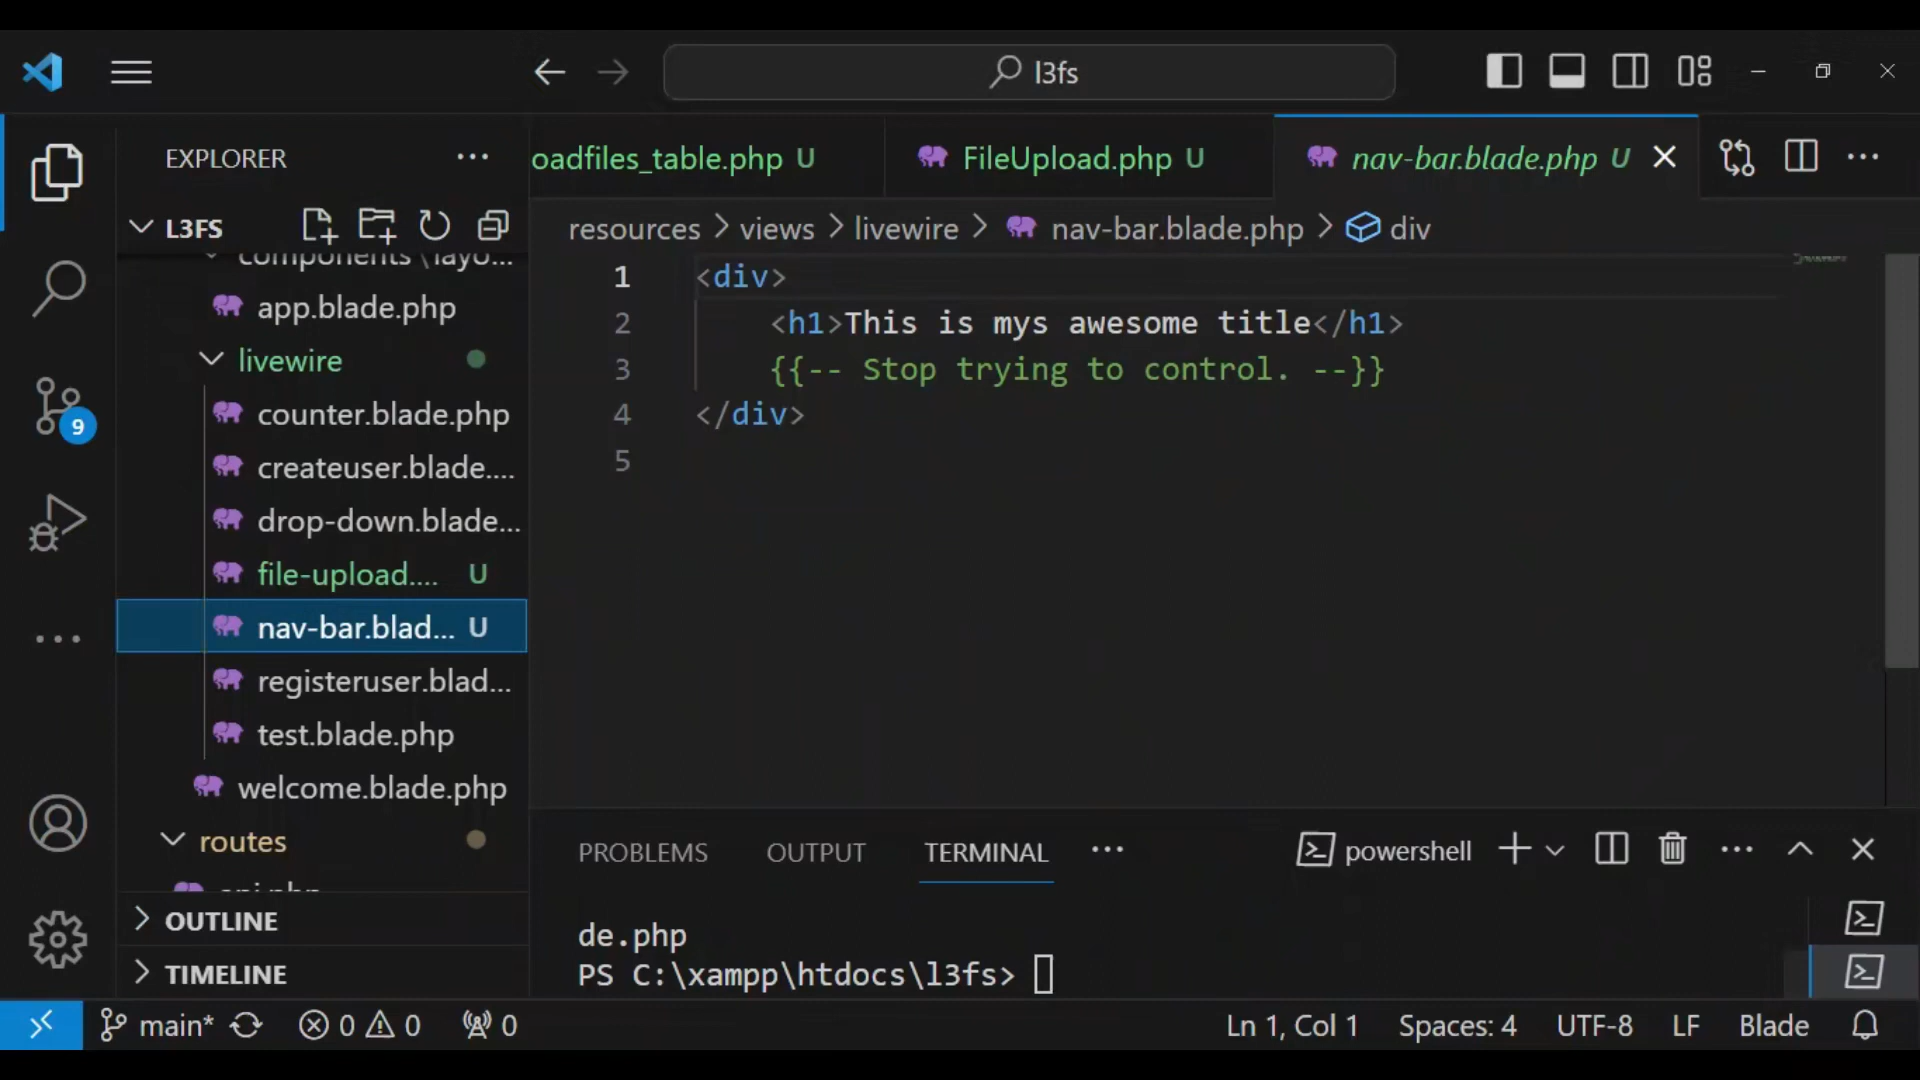 l3fs
EXPLORER
oadfiles_table.php U
FileUpload.php U
nav-bar.blade.php U
L3FS
resources > views > livewire > nav-bar.blade.php > div
components \layo...
app.blade.php
livewire
counter.blade.php
createuser.blade....
drop-down.blade...
file-upload.... U
nav-bar.blad... U
registeruser.blad...
test.blade.php
welcome.blade.php
routes
api.php
OUTLINE
TIMELINE
9
1 <div>
2 <h1>This is mys awesome title</h1>
3 {{-- Stop trying to control. --}}
4 </div>
5
PROBLEMS OUTPUT TERMINAL
powershell
de.php
PS C:\xampp\htdocs\l3fs>
main* 0 0 0
Ln 1, Col 1 Spaces: 4 UTF-8 LF Blade